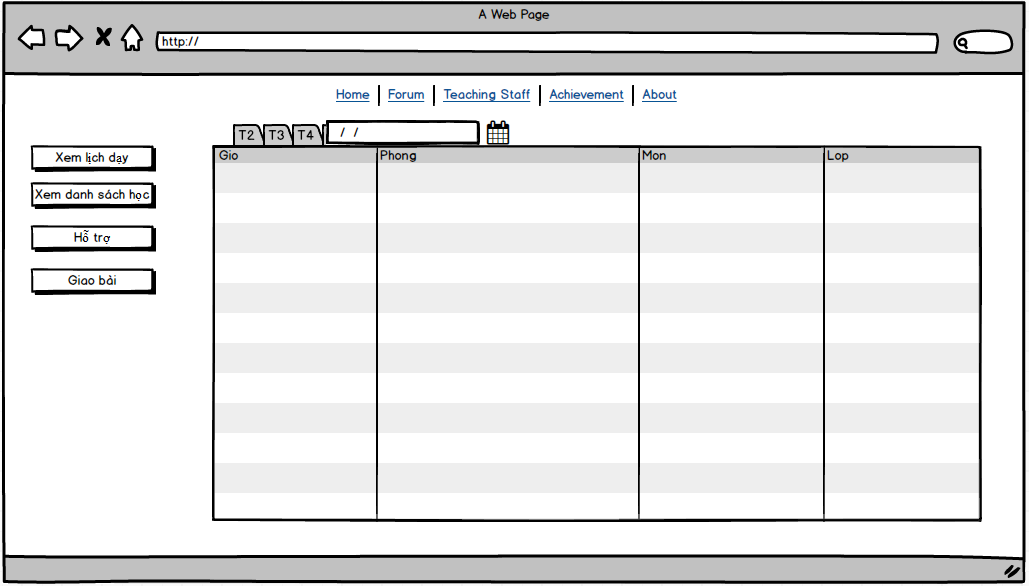 A Web Page
http://
Home Forum Teaching Staff Achievement About
T2 T3 T4 / /
Gio Phong Mon Lop
Xem lịch dạy
Xem danh sách học
Hỗ trợ
Giao bài